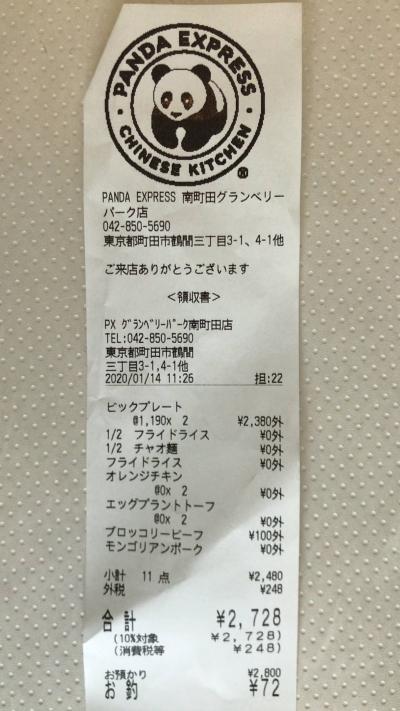 PANDA EXPRESS
CHINESE KITCHEN
PANDA EXPRESS 南町田グランベリー
パーク店
042-850-5690
東京都町田市鶴間三丁目3-1、4-1他
ご来店ありがとうございます
＜領収書＞
PX ｸﾞﾗﾝﾍﾞﾘｰﾊﾟｰｸ南町田店
TEL:042-850-5690
東京都町田市鶴間
三丁目3-1,4-1他
2020/01/14 11:26 担:22
ビックプレート
@1,190x 2 ¥2,380外
1/2 フライドライス ¥0外
1/2 チャオ麺 ¥0外
フライドライス ¥0外
オレンジチキン
@0x 2 ¥0外
エッグプラントトーフ
@0x 2 ¥0外
ブロッコリービーフ ¥100外
モンゴリアンポーク ¥0外
小計 11 点 ¥2,480
外税 ¥248
合計 ¥2,728
(10%対象 ¥2,728)
(消費税等 ¥248)
お預かり ¥2,800
お釣 ¥72